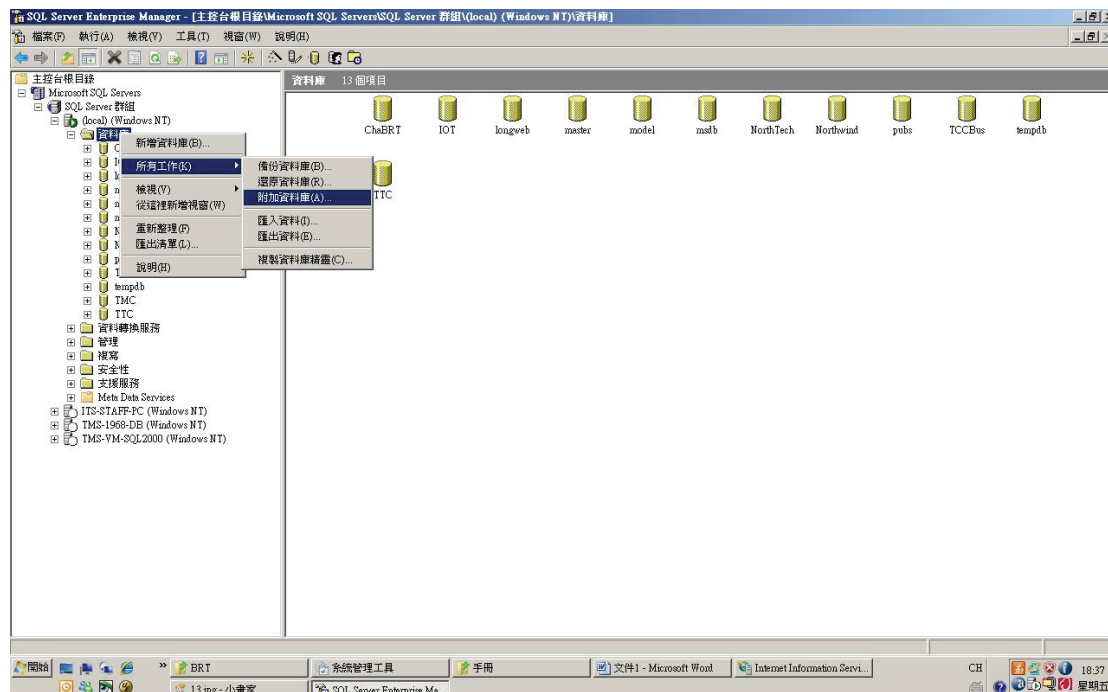 SQL Server Enterprise Manager - [主控台根目錄\Microsoft SQL Servers\SQL Server 群組\(local) (Windows NT)\資料庫]
檔案(F) 執行(A) 檢視(V) 工具(T) 視窗(W) 說明(H)
主控台根目錄
Microsoft SQL Servers
SQL Server 群組
(local) (Windows NT)
資料庫
tempdb
TMC
TTC
資料轉換服務
管理
複寫
安全性
支援服務
Meta Data Services
ITS-STAFF-PC (Windows NT)
TMS-1968-DB (Windows NT)
TMS-VM-SQL2000 (Windows NT)
新增資料庫(B)...
所有工作(K)
檢視(V)
從這裡新增視窗(W)
重新整理(F)
匯出清單(L)...
說明(H)
備份資料庫(B)...
還原資料庫(R)...
附加資料庫(A)...
匯入資料(I)...
匯出資料(E)...
複製資料庫精靈(C)...
資料庫 13 個項目
ChaBRT IOT longweb master model msdb NorthTech Northwind pubs TCCBus tempdb
TTC
開始 » BRT 系統管理工具 手冊 文件1 - Microsoft Word Internet Information Servi... CH 18:37
13.jpg - 小畫家 SQL Server Enterprise Ma... 星期五